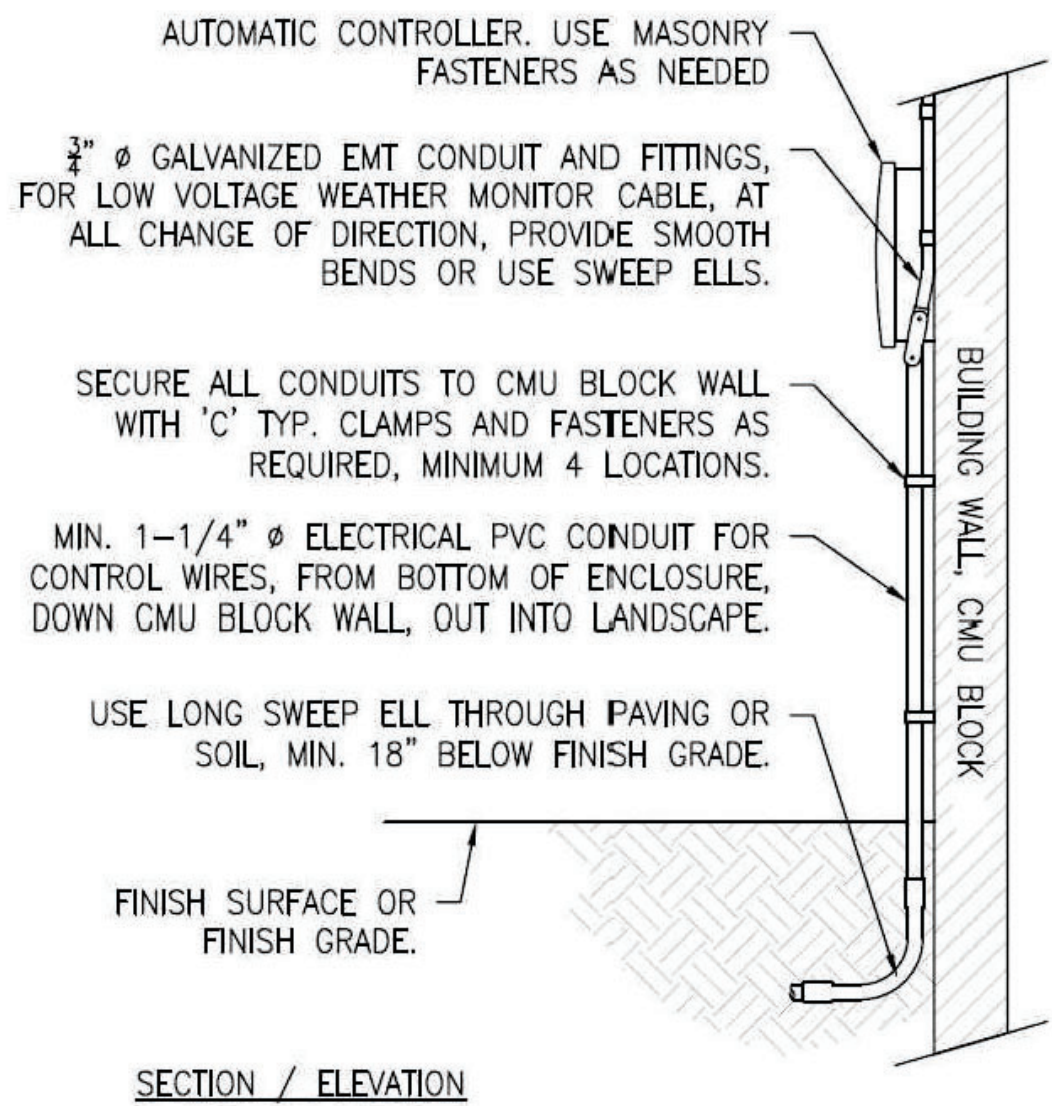 AUTOMATIC CONTROLLER. USE MASONRY
FASTENERS AS NEEDED
3/4" ø GALVANIZED EMT CONDUIT AND FITTINGS,
FOR LOW VOLTAGE WEATHER MONITOR CABLE, AT
ALL CHANGE OF DIRECTION, PROVIDE SMOOTH
BENDS OR USE SWEEP ELLS.
SECURE ALL CONDUITS TO CMU BLOCK WALL
WITH 'C' TYP. CLAMPS AND FASTENERS AS
REQUIRED, MINIMUM 4 LOCATIONS.
MIN. 1-1/4" ø ELECTRICAL PVC CONDUIT FOR
CONTROL WIRES, FROM BOTTOM OF ENCLOSURE,
DOWN CMU BLOCK WALL, OUT INTO LANDSCAPE.
USE LONG SWEEP ELL THROUGH PAVING OR
SOIL, MIN. 18" BELOW FINISH GRADE.
FINISH SURFACE OR
FINISH GRADE.
BUILDING WALL, CMU BLOCK
SECTION / ELEVATION